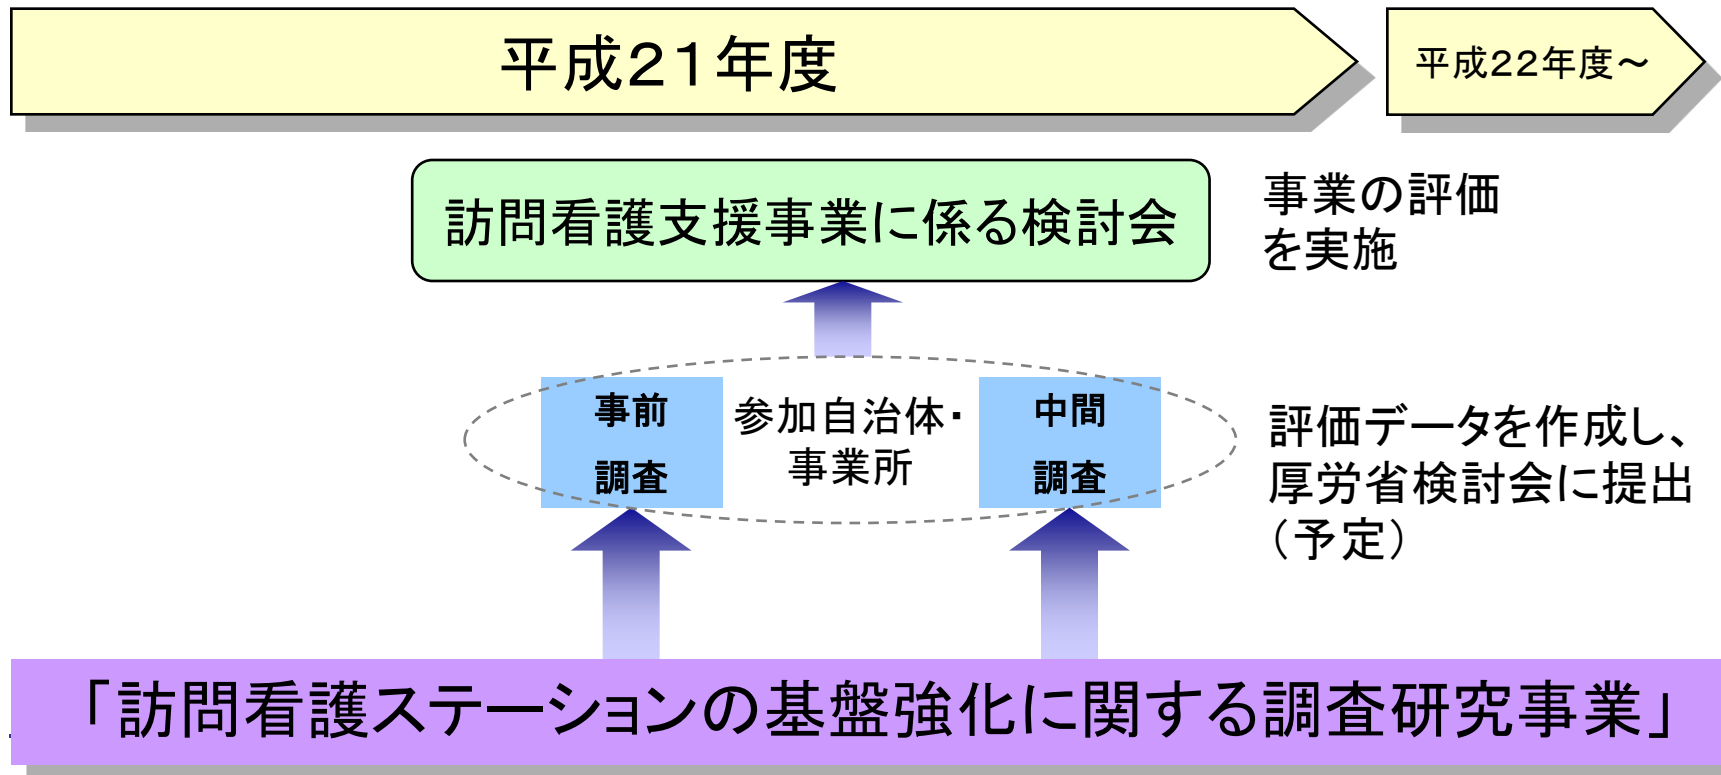 平成２１年度
平成２２年度～
訪問看護支援事業に係る検討会
事業の評価
を実施
事前
調査
参加自治体・
事業所
中間
調査
評価データを作成し、
厚労省検討会に提出
（予定）
「訪問看護ステーションの基盤強化に関する調査研究事業」